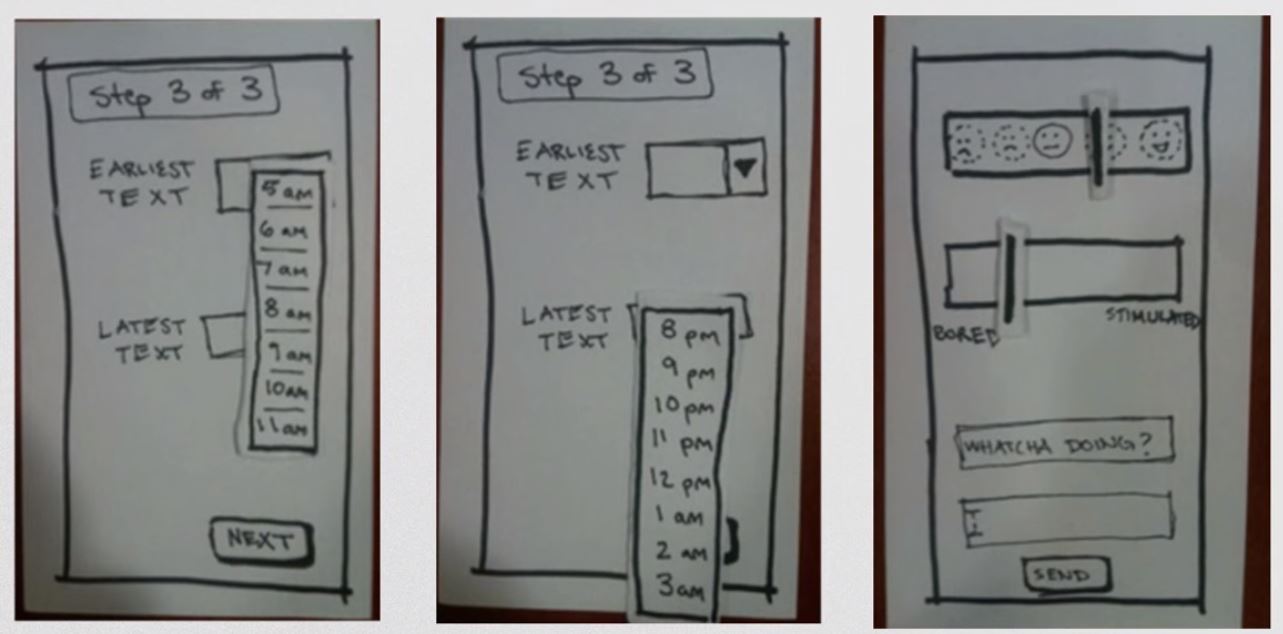 Step 3 of 3
EARLIEST
TEXT
5 am
6 am
7 am
8 am
9 am
10 am
11 am
LATEST
TEXT
NEXT
Step 3 of 3
EARLIEST
TEXT
LATEST
TEXT
8 pm
9 pm
10 pm
11 pm
12 pm
1 am
2 am
3 am
BORED
STIMULATED
WHATCHA DOING?
SEND